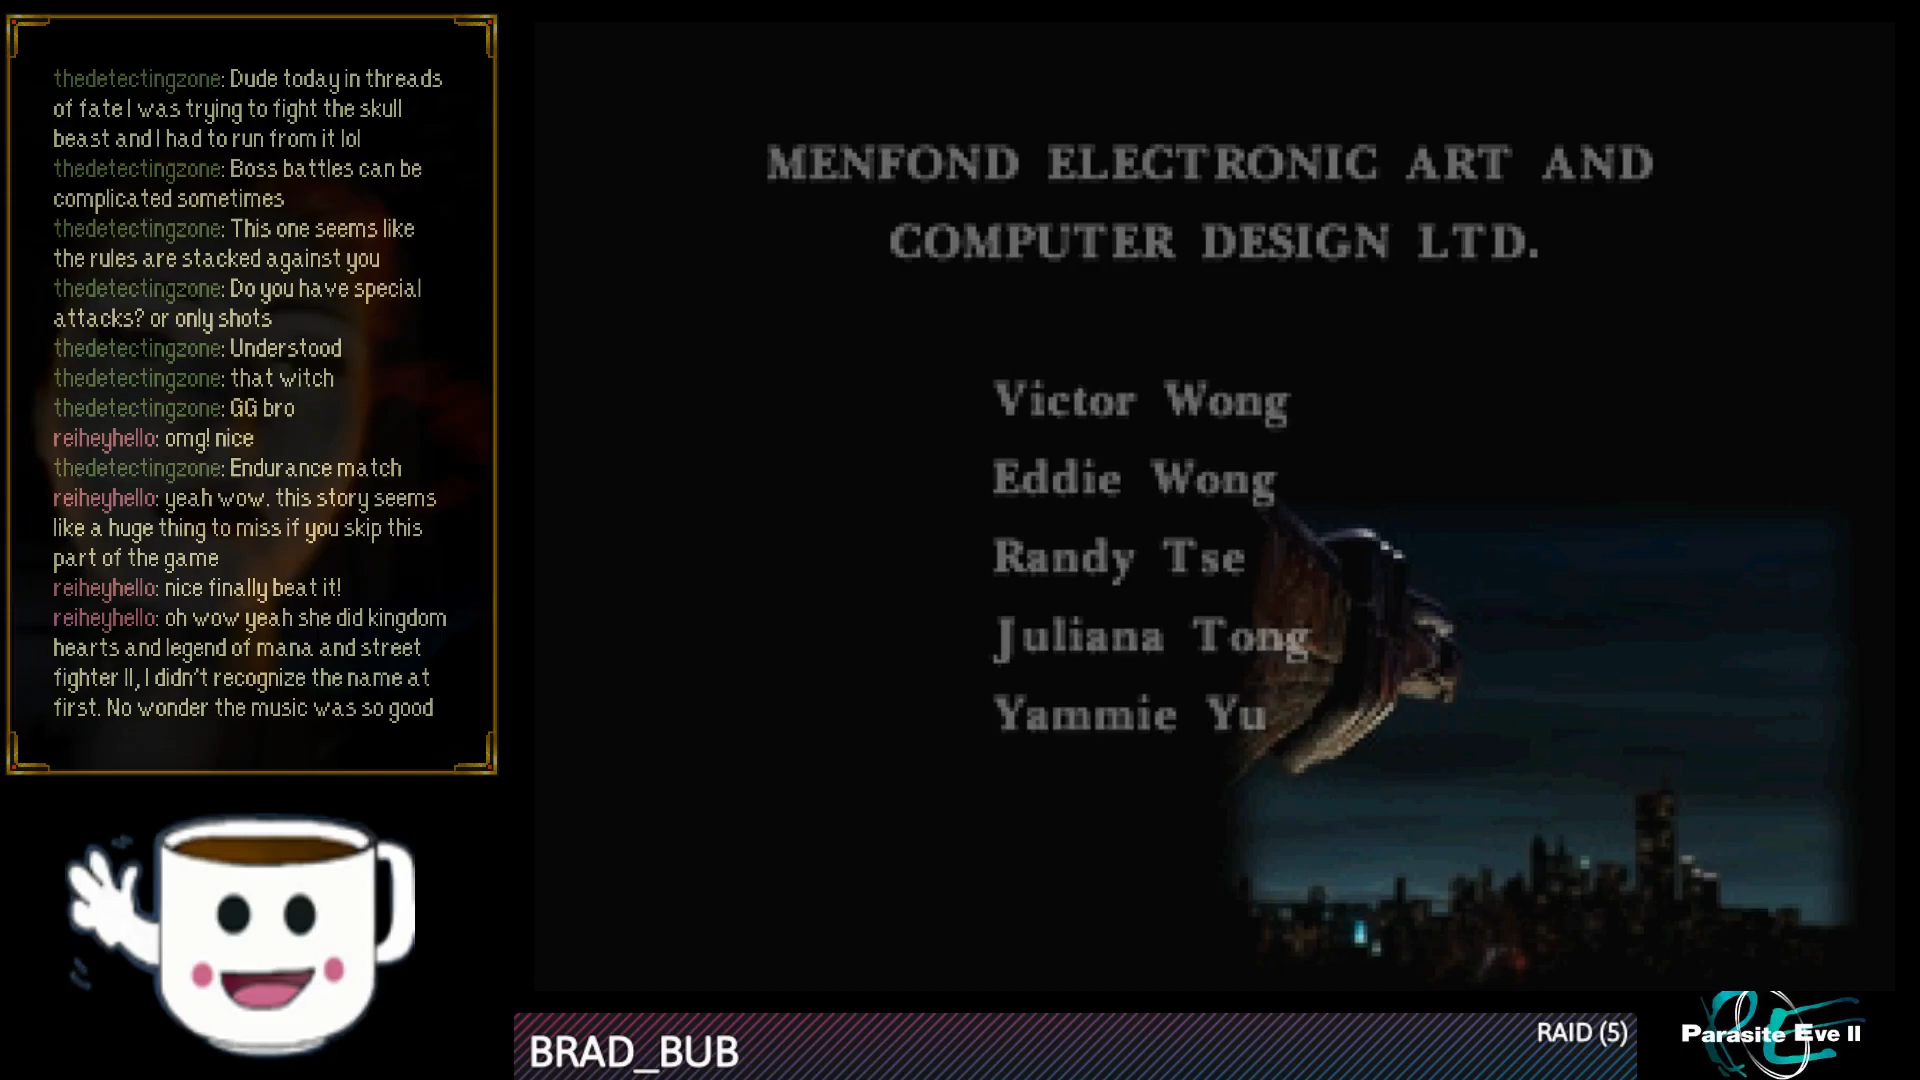 thedetectingzone: Dude today in threads
of fate I was trying to fight the skull
beast and I had to run from it lol
thedetectingzone: Boss battles can be
complicated sometimes
thedetectingzone: This one seems like
the rules are stacked against you
thedetectingzone: Do you have special
attacks? or only shots
thedetectingzone: Understood
thedetectingzone: that witch
thedetectingzone: GG bro
reiheyhello: omg! nice
thedetectingzone: Endurance match
reiheyhello: yeah wow. this story seems
like a huge thing to miss if you skip this
part of the game
reiheyhello: nice finally beat it!
reiheyhello: oh wow yeah she did kingdom
hearts and legend of mana and street
fighter II, I didn't recognize the name at
first. No wonder the music was so good
MENFOND ELECTRONIC ART AND
COMPUTER DESIGN LTD.
Victor Wong
Eddie Wong
Randy Tse
Juliana Tong
Yammie Yu
BRAD_BUB
RAID (5)
Parasite Eve II